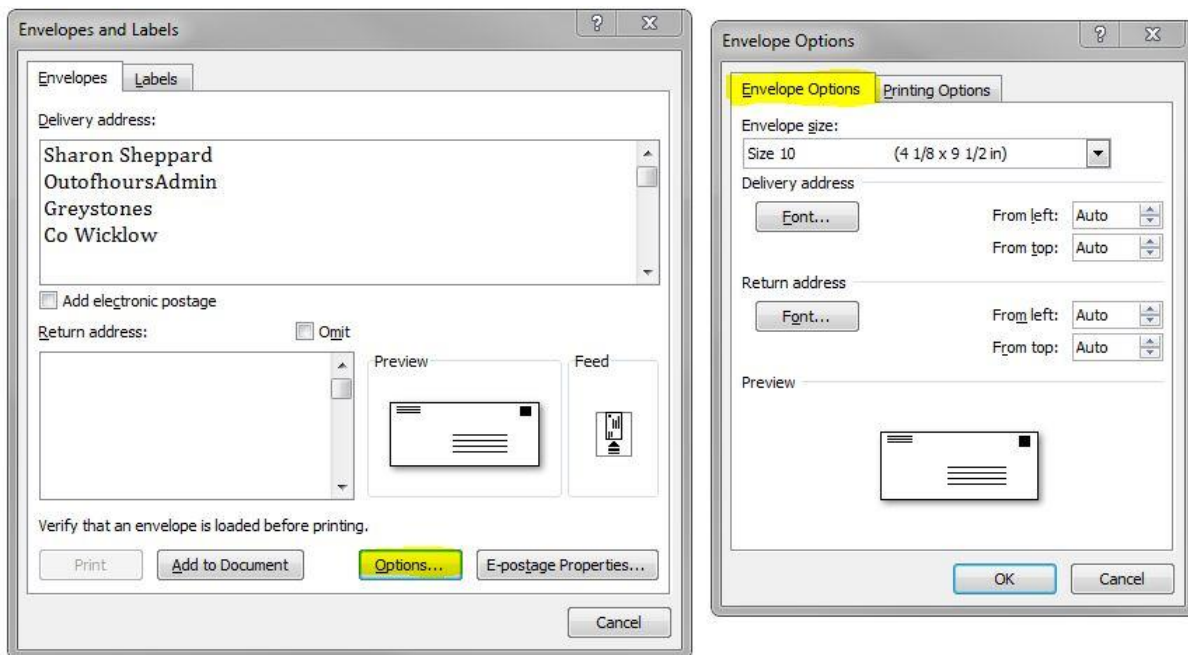 Envelopes and Labels
Envelopes Labels
Delivery address:
Sharon Sheppard
OutofhoursAdmin
Greystones
Co Wicklow
Add electronic postage
Return address: Omit
Preview Feed
Verify that an envelope is loaded before printing.
Print Add to Document Options... E-postage Properties...
Cancel
Envelope Options
Envelope Options Printing Options
Envelope size:
Size 10 (4 1/8 x 9 1/2 in)
Delivery address
Font... From left: Auto
From top: Auto
Return address
Font... From left: Auto
From top: Auto
Preview
OK Cancel